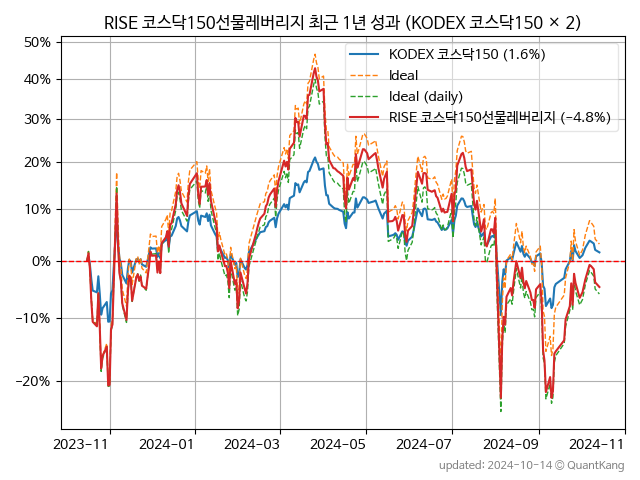 RISE 코스닥150선물레버리지 최근 1년 성과 (KODEX 코스닥150 × 2)
50%
40%
30%
20%
10%
0%
−10%
−20%
KODEX 코스닥150 (1.6%)
Ideal
Ideal (daily)
RISE 코스닥150선물레버리지 (−4.8%)
2023-11
2024-01
2024-03
2024-05
2024-07
2024-09
2024-11
updated: 2024-10-14 © QuantKang